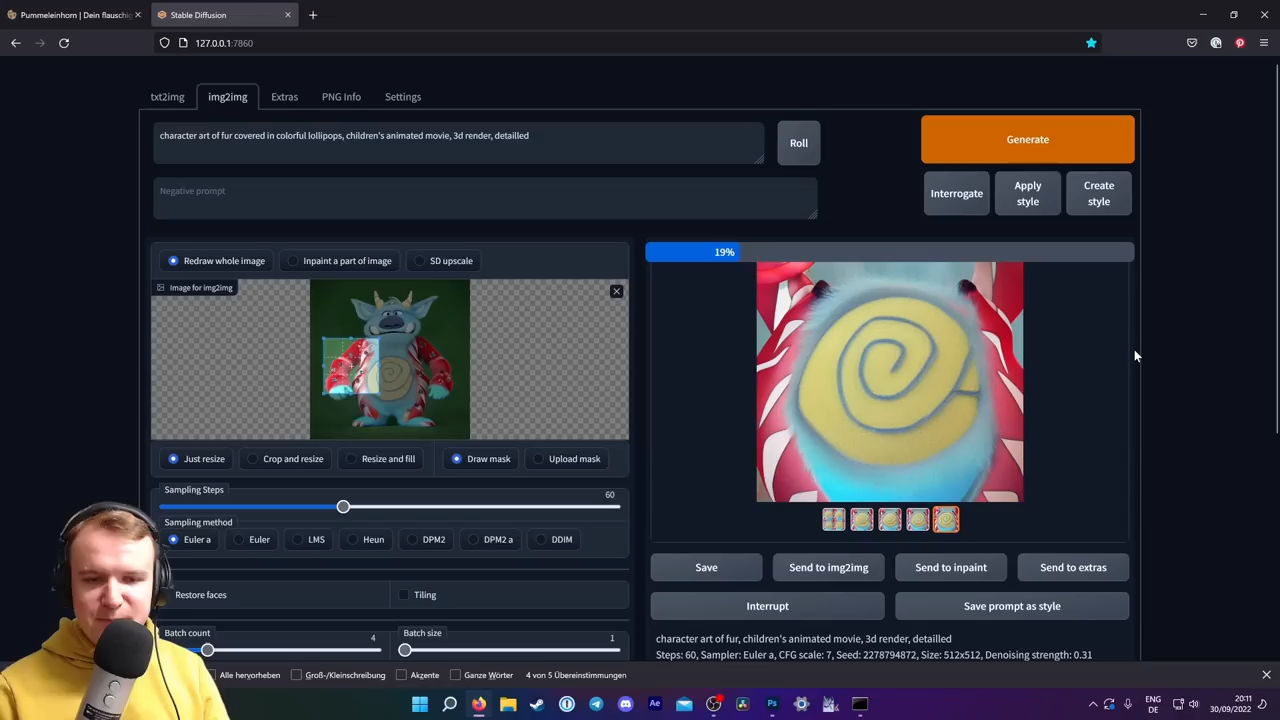 Pummeleinhorn | Dein flauschig
Stable Diffusion
127.0.0.1:7860
txt2img
img2img
Extras
PNG Info
Settings
character art of fur covered in colorful lollipops, children's animated movie, 3d render, detailled
Roll
Generate
Negative prompt
Interrogate
Apply
style
Create
style
Redraw whole image
Inpaint a part of image
SD upscale
19%
Image for img2img
Just resize
Crop and resize
Resize and fill
Draw mask
Upload mask
Sampling Steps
60
Sampling method
Euler a
Euler
LMS
Heun
DPM2
DPM2 a
DDIM
Save
Send to img2img
Send to inpaint
Send to extras
Restore faces
Tiling
Interrupt
Save prompt as style
Batch count
4
Batch size
1
character art of fur, children's animated movie, 3d render, detailled
Steps: 60, Sampler: Euler a, CFG scale: 7, Seed: 2278794872, Size: 512x512, Denoising strength: 0.31
Alle hervorheben
Groß-/Kleinschreibung
Akzente
Ganze Wörter
4 von 5 Übereinstimmungen
Ae
Ps
ENG
DE
20:11
30/09/2022